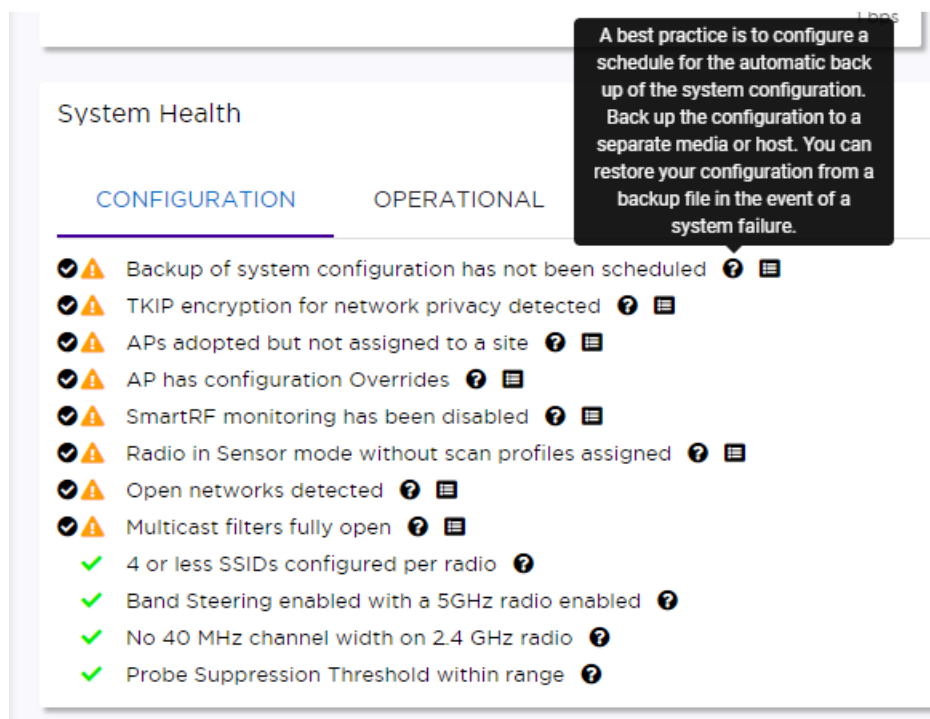 1 bps
A best practice is to configure a
schedule for the automatic back
up of the system configuration.
Back up the configuration to a
separate media or host. You can
restore your configuration from a
backup file in the event of a
system failure.
System Health
CONFIGURATION OPERATIONAL
Backup of system configuration has not been scheduled
TKIP encryption for network privacy detected
APs adopted but not assigned to a site
AP has configuration Overrides
SmartRF monitoring has been disabled
Radio in Sensor mode without scan profiles assigned
Open networks detected
Multicast filters fully open
4 or less SSIDs configured per radio
Band Steering enabled with a 5GHz radio enabled
No 40 MHz channel width on 2.4 GHz radio
Probe Suppression Threshold within range